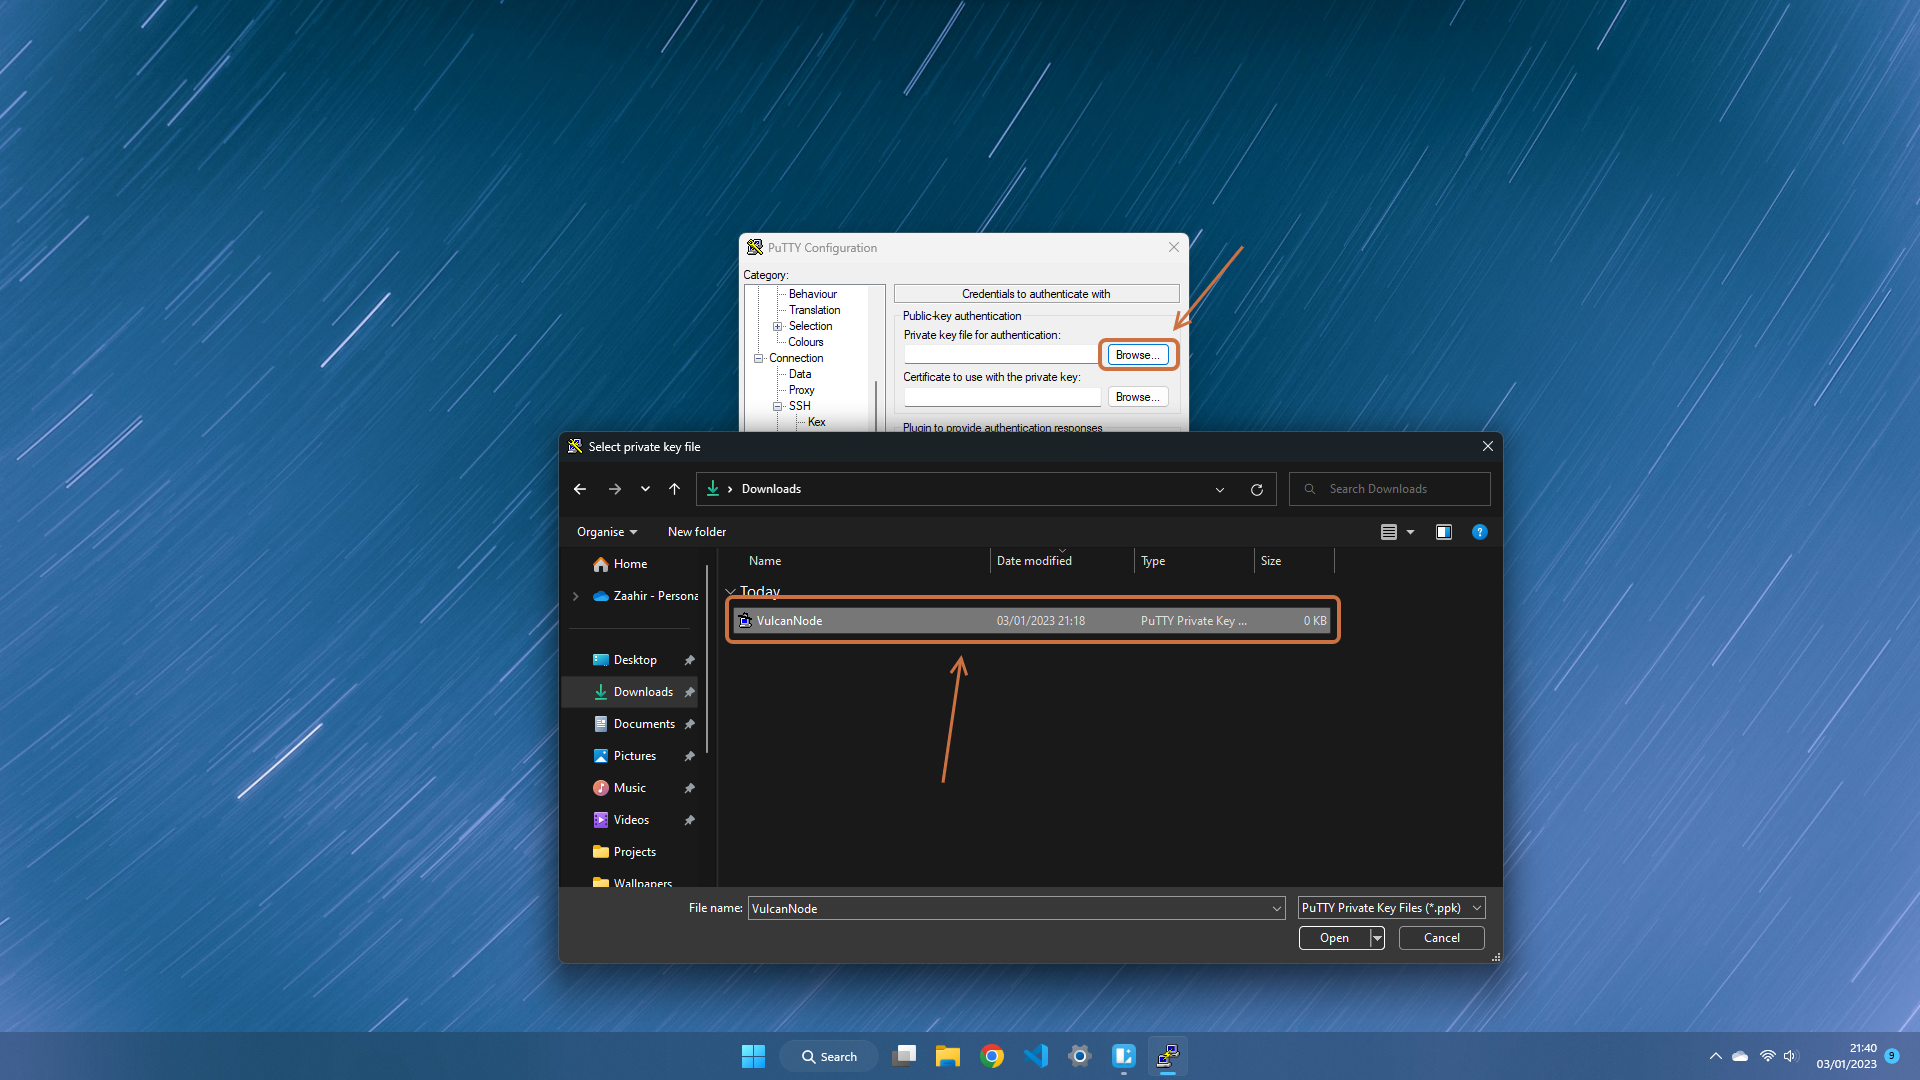 PuTTY Configuration
Category:
Behaviour
Translation
Selection
Colours
Connection
Data
Proxy
SSH
Kex
Credentials to authenticate with
Public-key authentication
Private key file for authentication:
Browse...
Certificate to use with the private key:
Browse...
Plugin to provide authentication responses
Select private key file
Downloads
Search Downloads
Organise
New folder
Home
Zaahir - Persona
Desktop
Downloads
Documents
Pictures
Music
Videos
Projects
Wallpapers
Name Date modified Type Size
Today
VulcanNode 03/01/2023 21:18 PuTTY Private Key ... 0 KB
File name: VulcanNode PuTTY Private Key Files (*.ppk)
Open Cancel
Search
21:40
03/01/2023
9